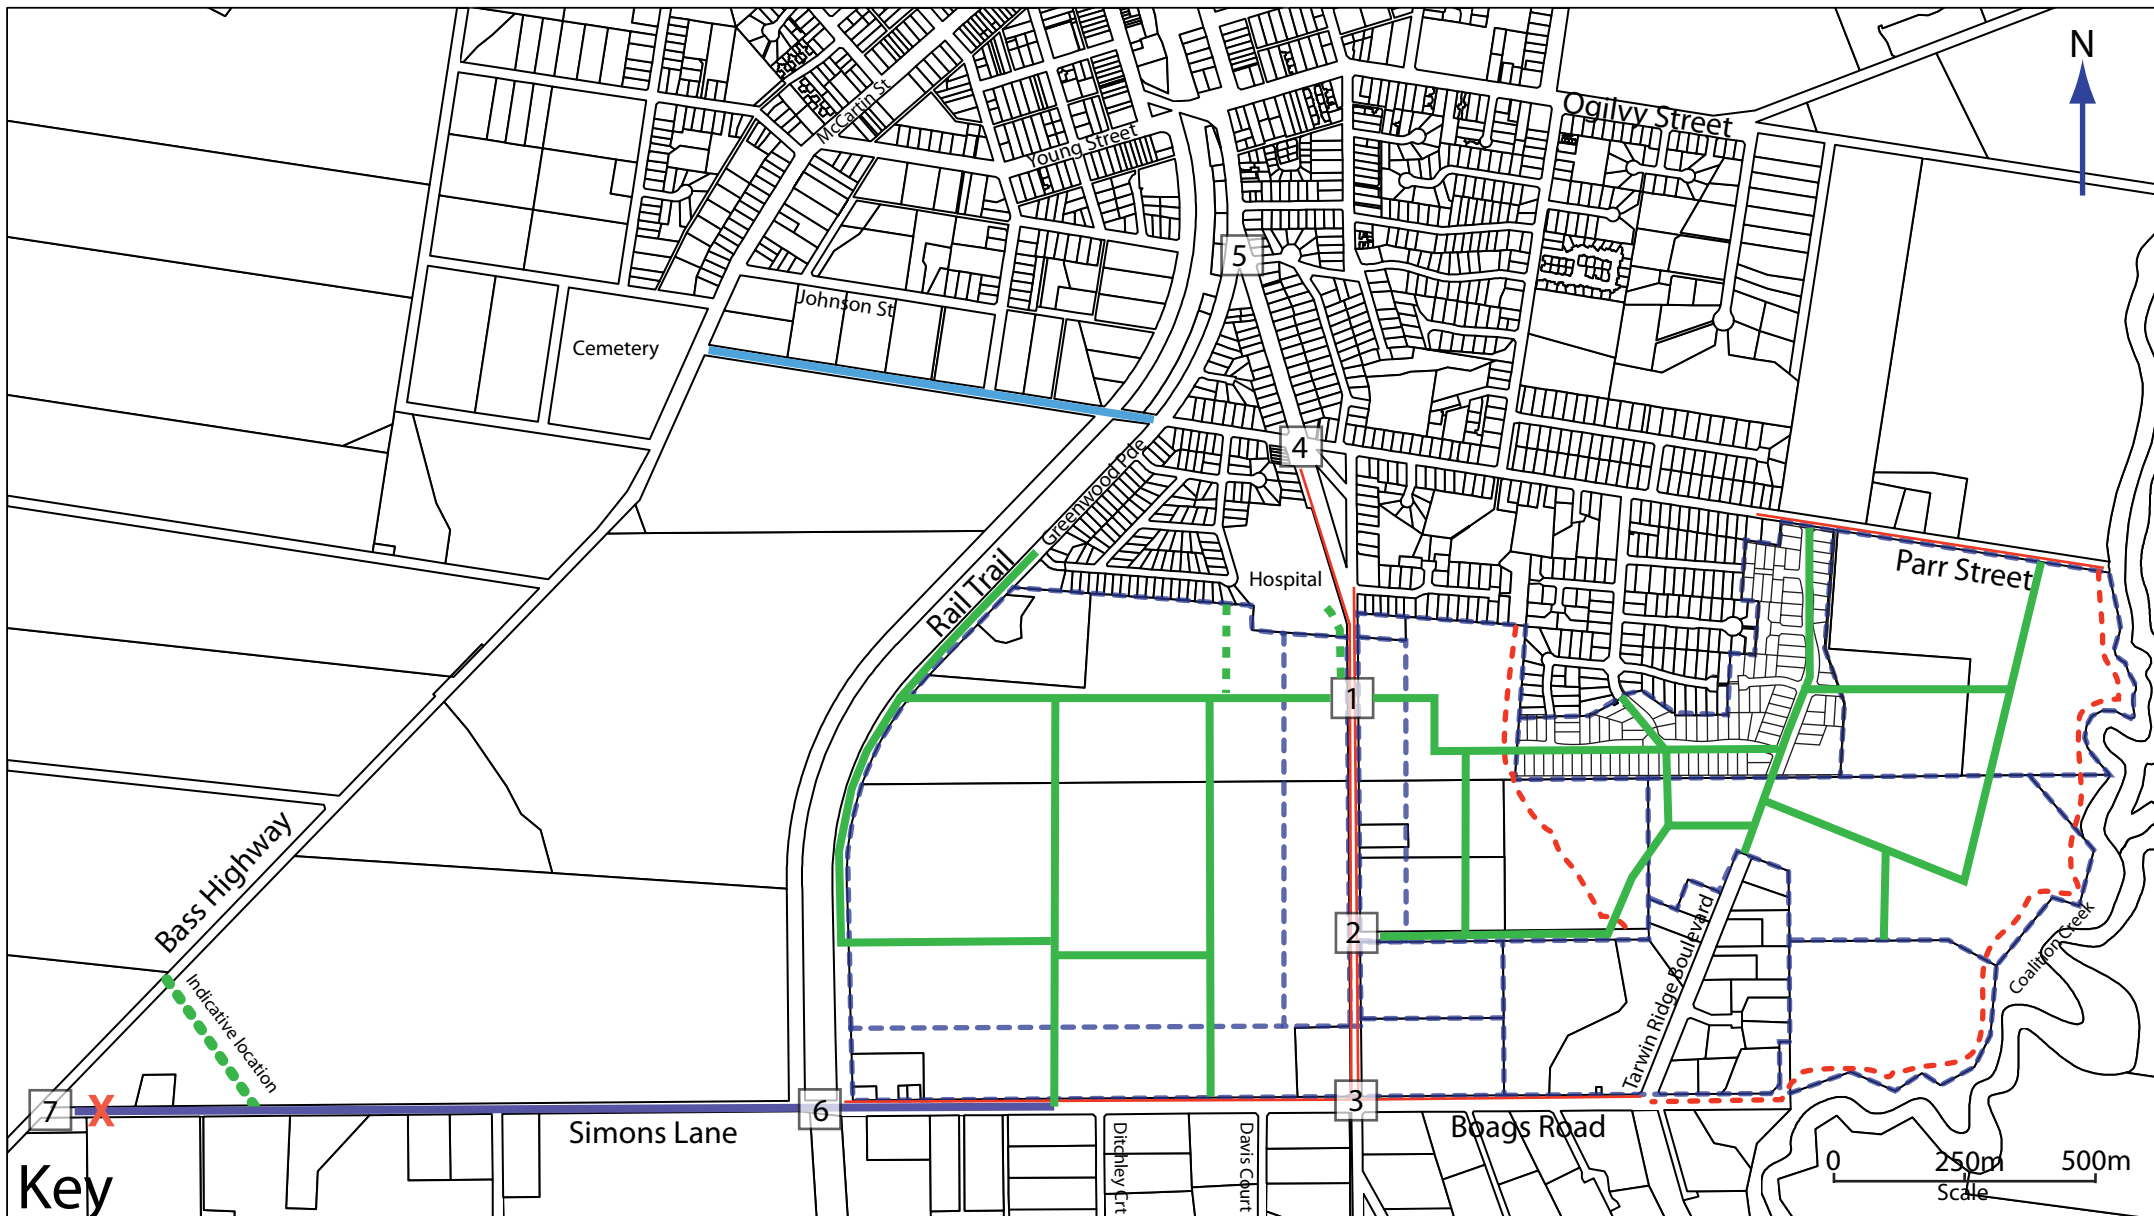 N
McCartin St
Ogilvy Street
Young Street
5
Johnson St
Cemetery
4
Greenwood Pde
Hospital
Parr Street
Rail Trail
1
Bass Highway
2
Tarwin Ridge Boulevard
Coalition Creek
Indicative location
7
X
6
3
Simons Lane
Ditchley Crt
Davis Court
Boags Road
0 250m 500m
Scale
Key